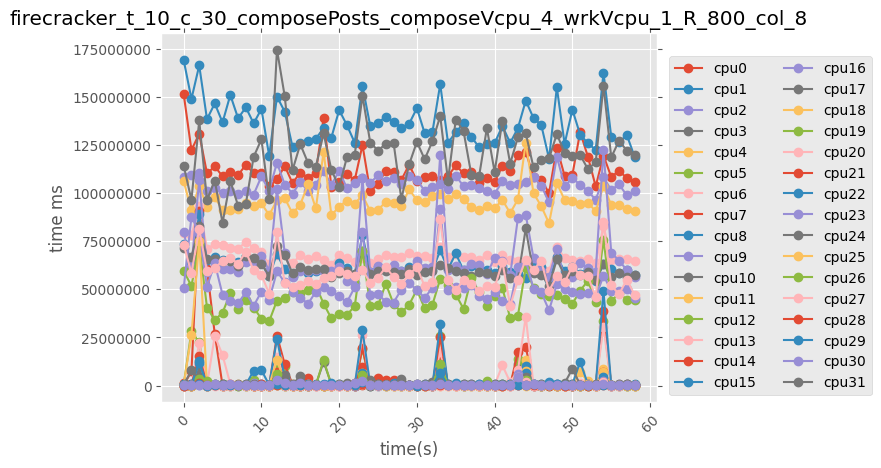 firecracker_t_10_c_30_composePosts_composeVcpu_4_wrkVcpu_1_R_800_col_8
175000000
150000000
125000000
100000000
75000000
50000000
25000000
0
time ms
0
10
20
30
40
50
60
time(s)
cpu0
cpu1
cpu2
cpu3
cpu4
cpu5
cpu6
cpu7
cpu8
cpu9
cpu10
cpu11
cpu12
cpu13
cpu14
cpu15
cpu16
cpu17
cpu18
cpu19
cpu20
cpu21
cpu22
cpu23
cpu24
cpu25
cpu26
cpu27
cpu28
cpu29
cpu30
cpu31